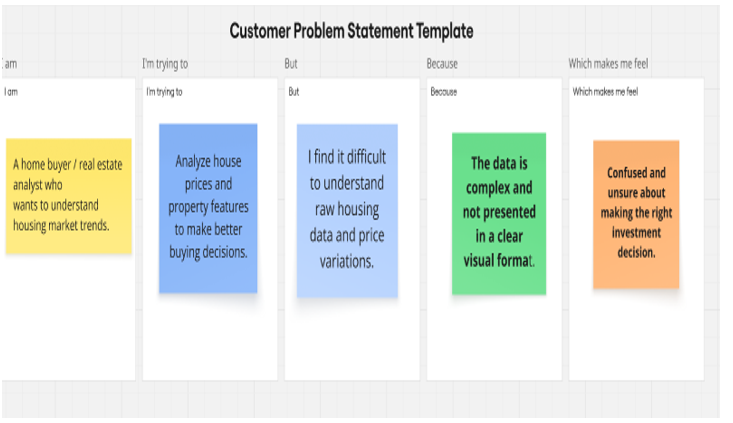 Customer Problem Statement Template
I am
I'm trying to
But
Because
Which makes me feel
I am
I'm trying to
But
Because
Which makes me feel
A home buyer / real estate
analyst who
wants to understand
housing market trends.
Analyze house
prices and
property features
to make better
buying decisions.
I find it difficult
to understand
raw housing
data and price
variations.
The data is
complex and
not presented
in a clear
visual format.
Confused and
unsure about
making the right
investment
decision.